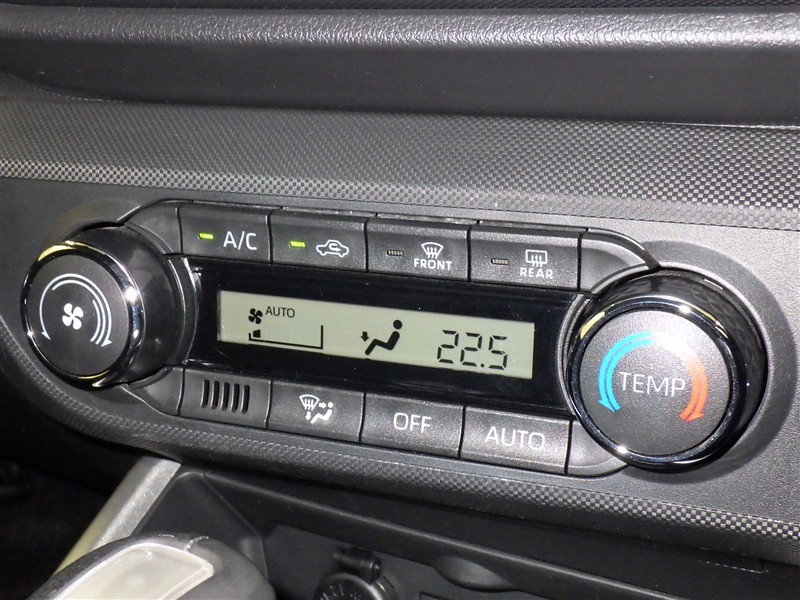 A/C
FRONT
REAR
AUTO
22.5
TEMP
OFF
AUTO